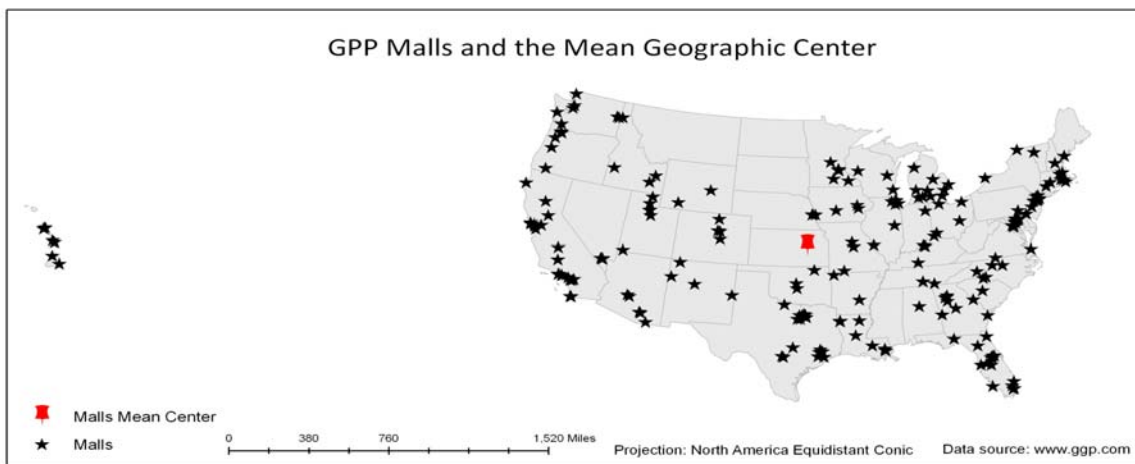 GPP Malls and the Mean Geographic Center
Malls Mean Center
Malls
0 380 760 1,520 Miles
Projection: North America Equidistant Conic
Data source: www.ggp.com